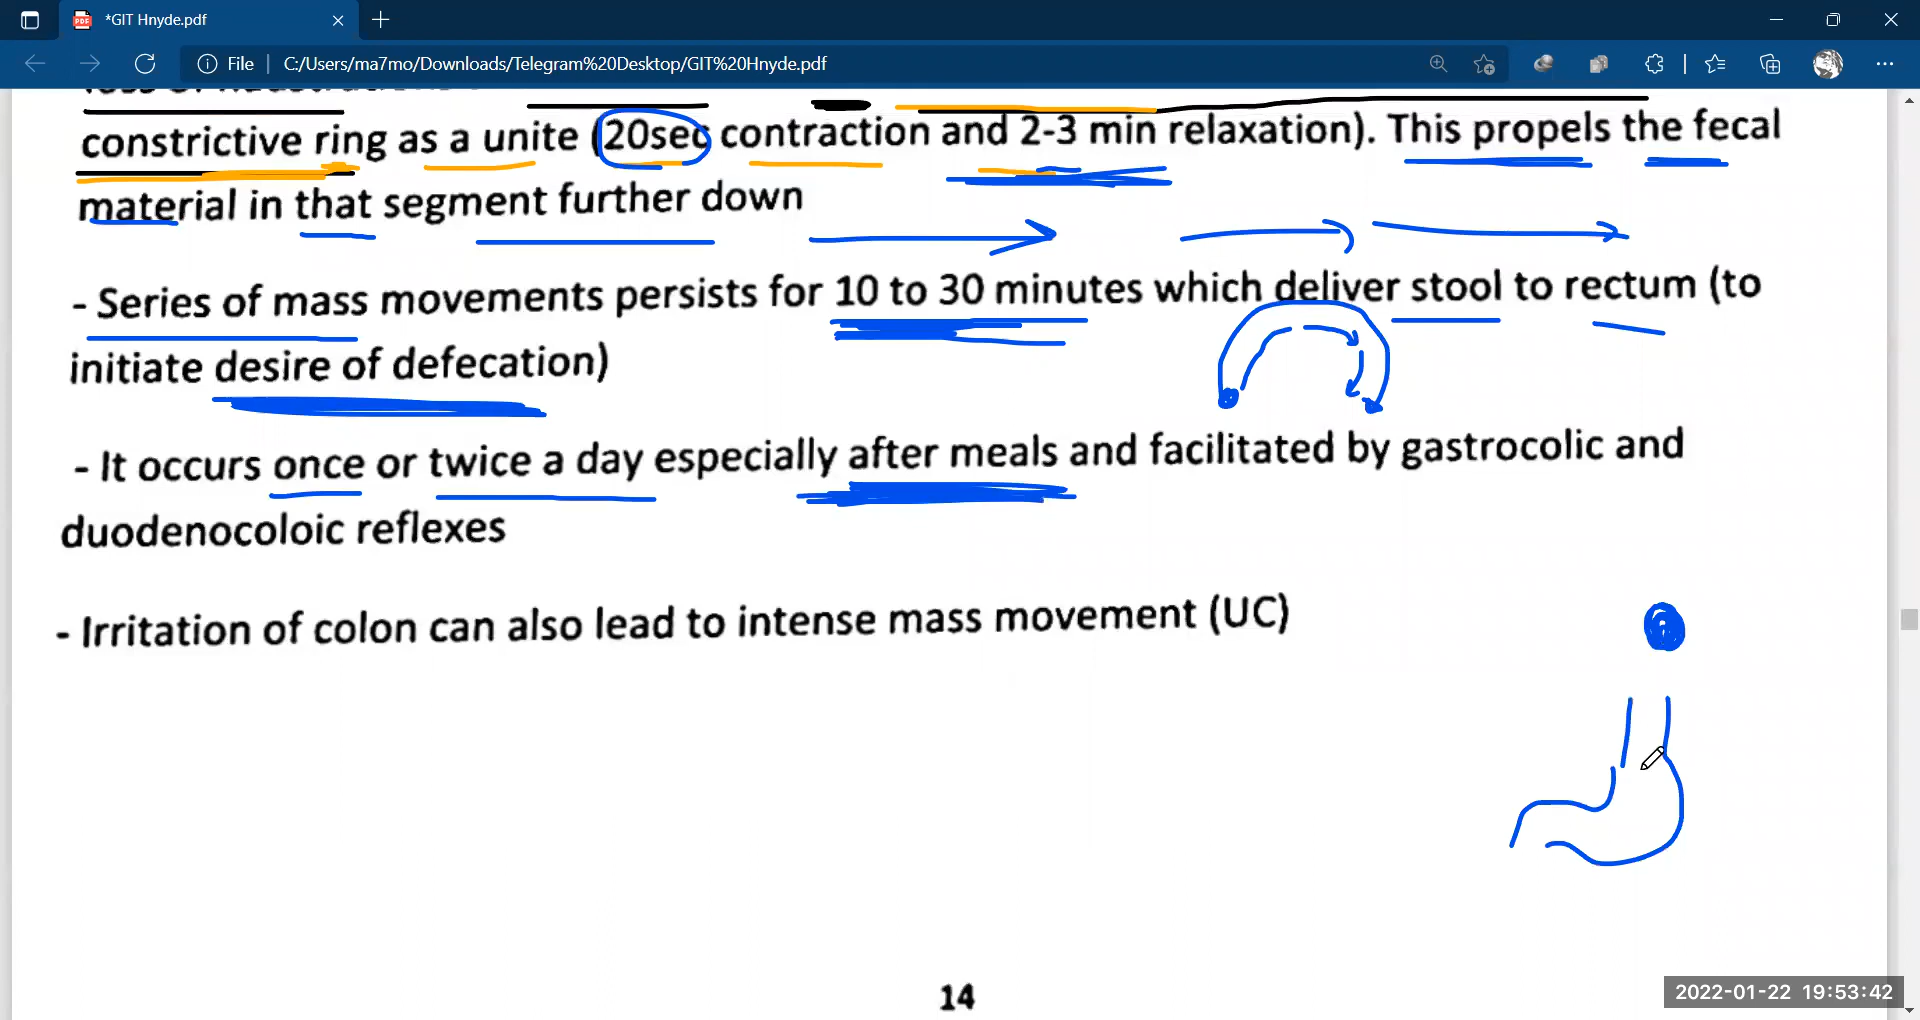 *GIT Hnyde.pdf
File
C:/Users/ma7mo/Downloads/Telegram%20Desktop/GIT%20Hnyde.pdf
constrictive ring as a unite (20sec contraction and 2-3 min relaxation). This propels the fecal
material in that segment further down
- Series of mass movements persists for 10 to 30 minutes which deliver stool to rectum (to
initiate desire of defecation)
- It occurs once or twice a day especially after meals and facilitated by gastrocolic and
duodenocoloic reflexes
- Irritation of colon can also lead to intense mass movement (UC)
14
2022-01-22 19:53:42